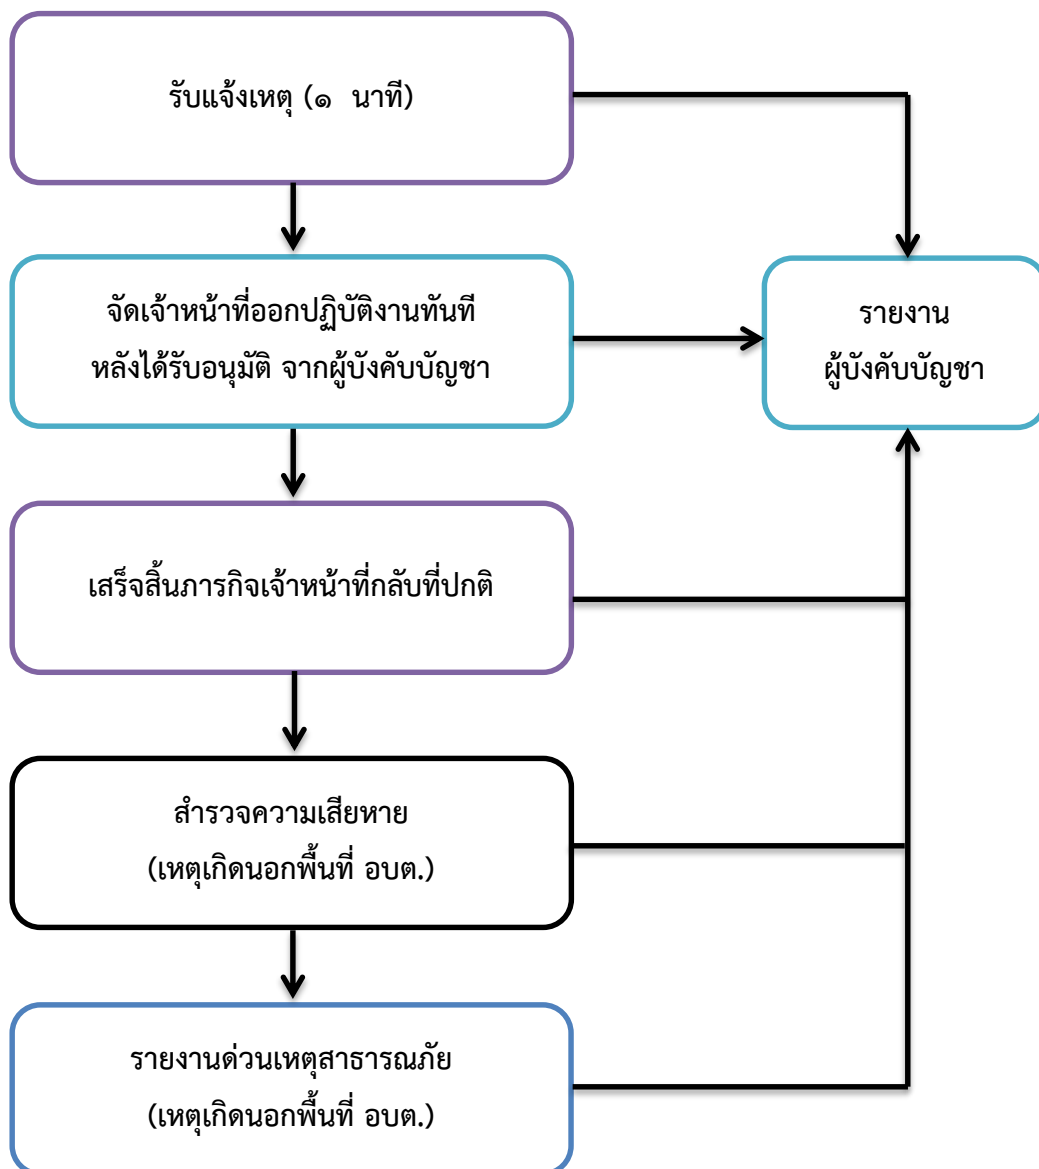 รับแจ้งเหตุ (๑ นาที)
จัดเจ้าหน้าที่ออกปฏิบัติงานทันที
หลังได้รับอนุมัติ จากผู้บังคับบัญชา
รายงาน
ผู้บังคับบัญชา
เสร็จสิ้นภารกิจเจ้าหน้าที่กลับที่ปกติ
สำรวจความเสียหาย
(เหตุเกิดนอกพื้นที่ อบต.)
รายงานด่วนเหตุสาธารณภัย
(เหตุเกิดนอกพื้นที่ อบต.)